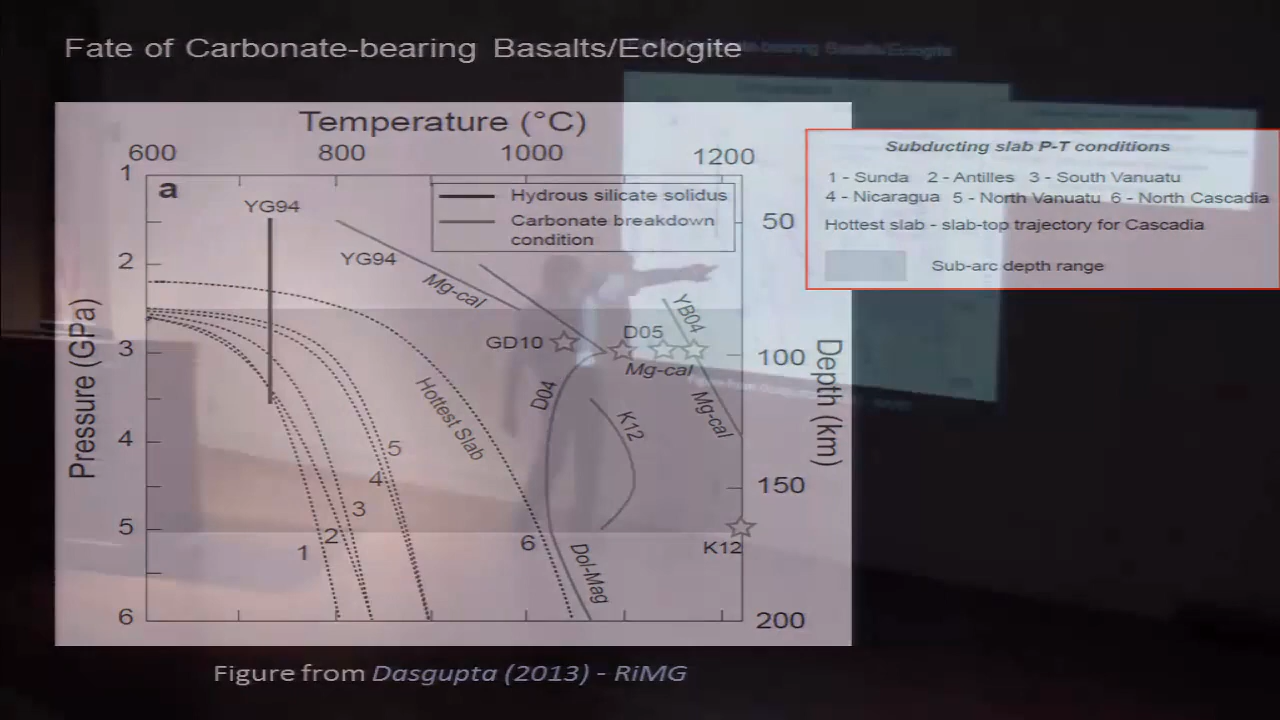 Fate of Carbonate-bearing Basalts/Eclogite
Temperature (°C)
600 800 1000 1200
a
Hydrous silicate solidus
Carbonate breakdown
condition
Pressure (GPa)
1
2
3
4
5
6
Depth (km)
50
100
150
200
YG94
YG94
Mg-cal
GD10
D05
YB04
Mg-cal
Mg-cal
D04
K12
Hottest Slab
Dol-Mag
K12
1
2
3
4
5
6
Subducting slab P-T conditions
1 - Sunda 2 - Antilles 3 - South Vanuatu
4 - Nicaragua 5 - North Vanuatu 6 - North Cascadia
Hottest slab - slab-top trajectory for Cascadia
Sub-arc depth range
Figure from Dasgupta (2013) - RiMG